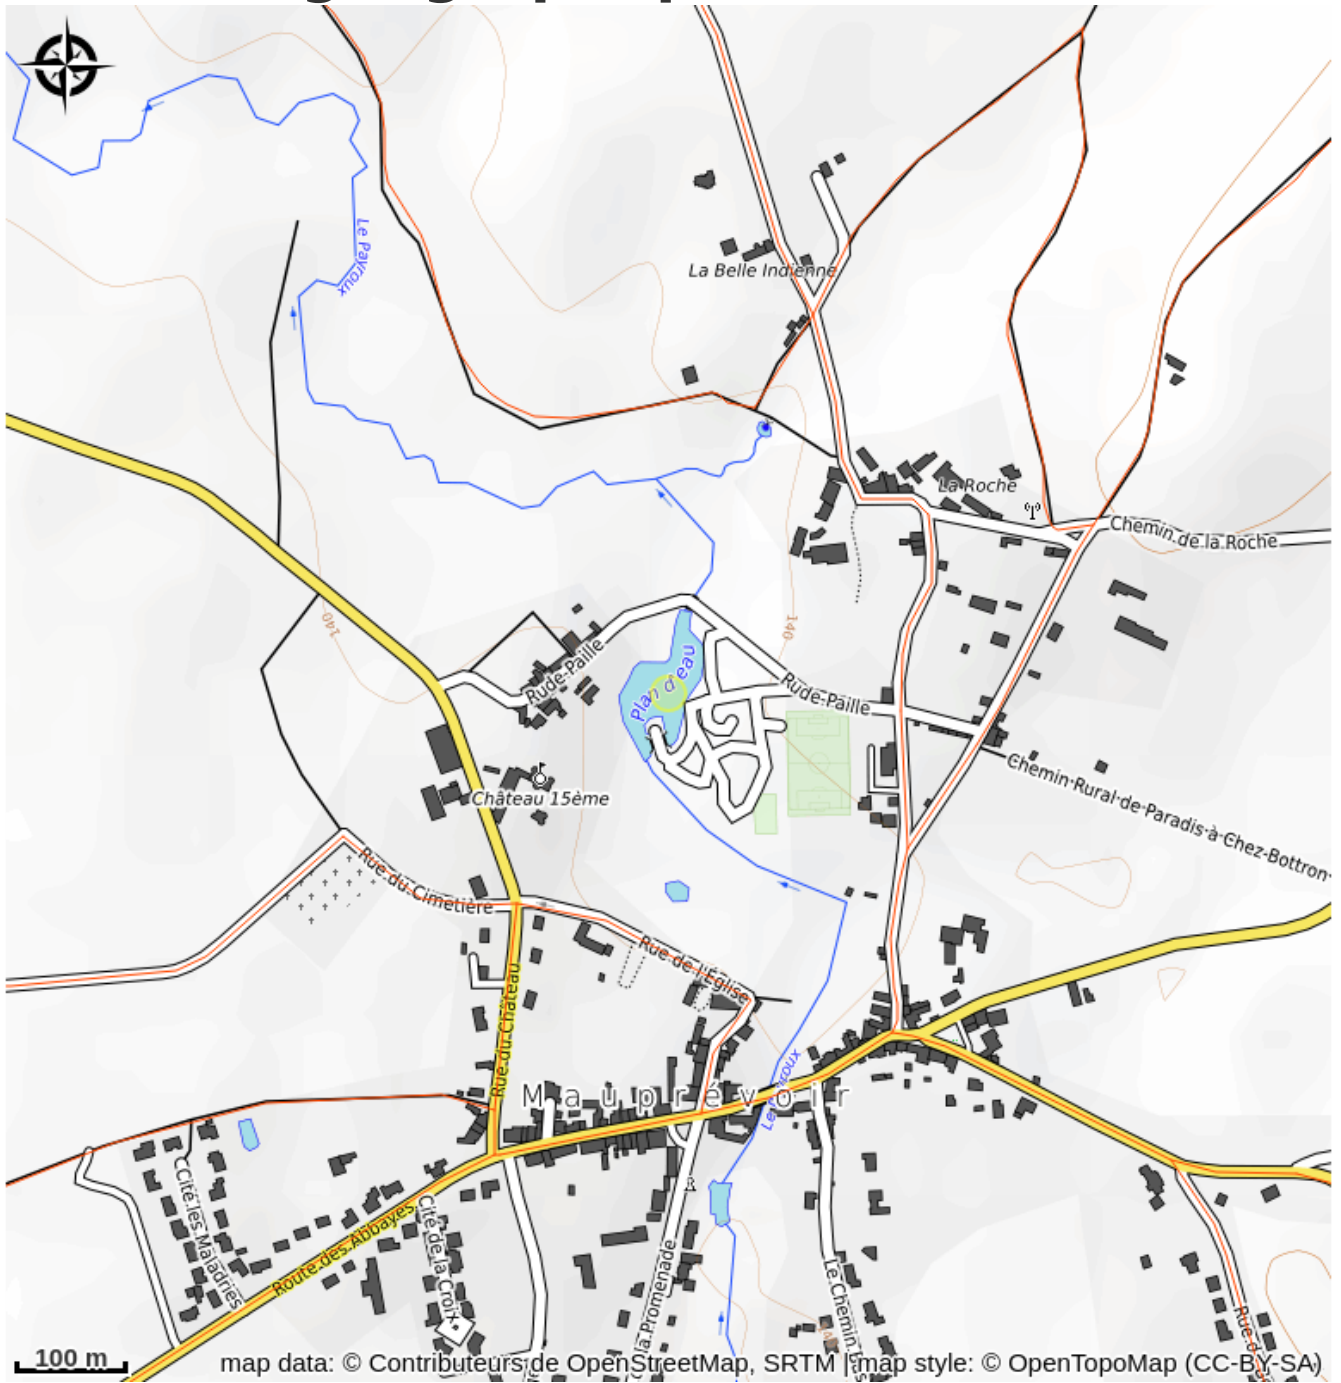 Le Payroux
La Belle Indienne
La Roche
Chemin de la Roche
140
140
Rude-Paille
Plan d'eau
Rude-Paille
Chemin Rural de Paradis à Chez-Bottron
Château 15ème
Rue du Cimetière
Rue de l'Église
Rue du Château
Mauprévoir
Cité les Maladries
Cité de la Croix
Route des Abbayes
la Promenade
Le Chemin
100 m
map data: © Contributeurs de OpenStreetMap, SRTM | map style: © OpenTopoMap (CC-BY-SA)